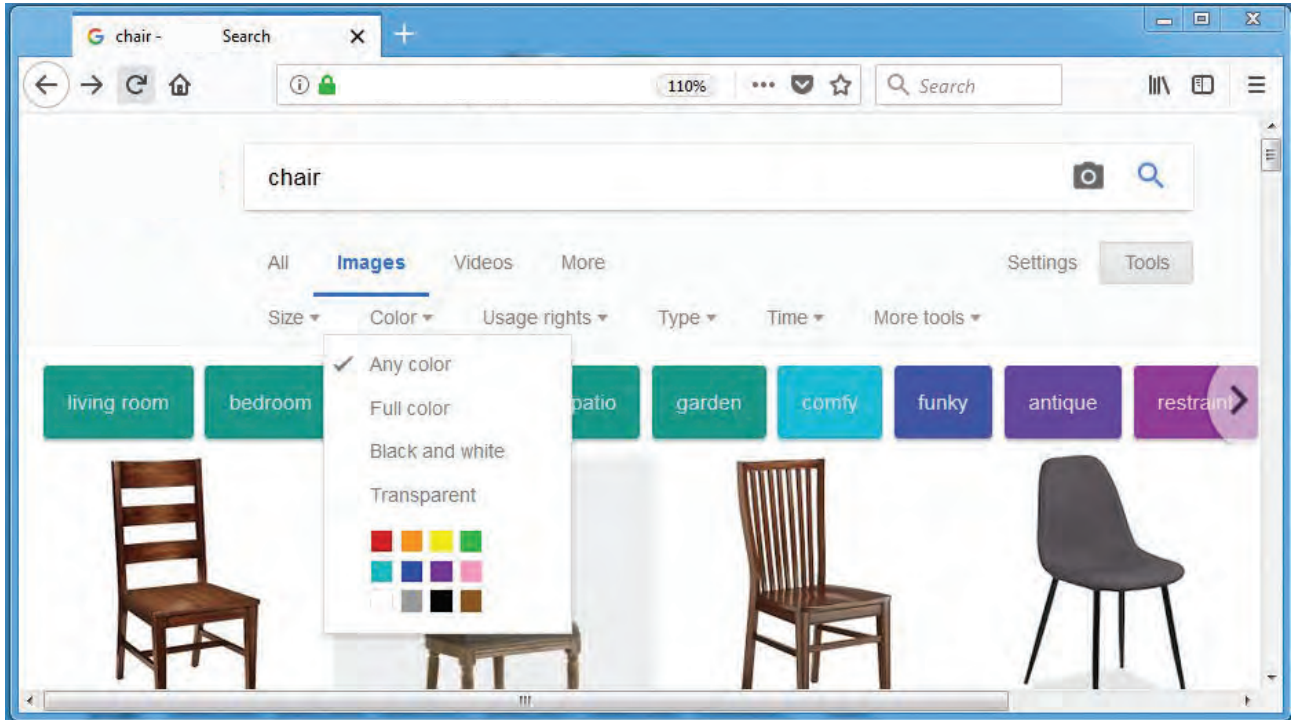 chair - Search
110% Search
chair
All Images Videos More Settings Tools
Size Color Usage rights Type Time More tools
Any color
living room bedroom patio garden comfy funky antique restraint
Full color
Black and white
Transparent